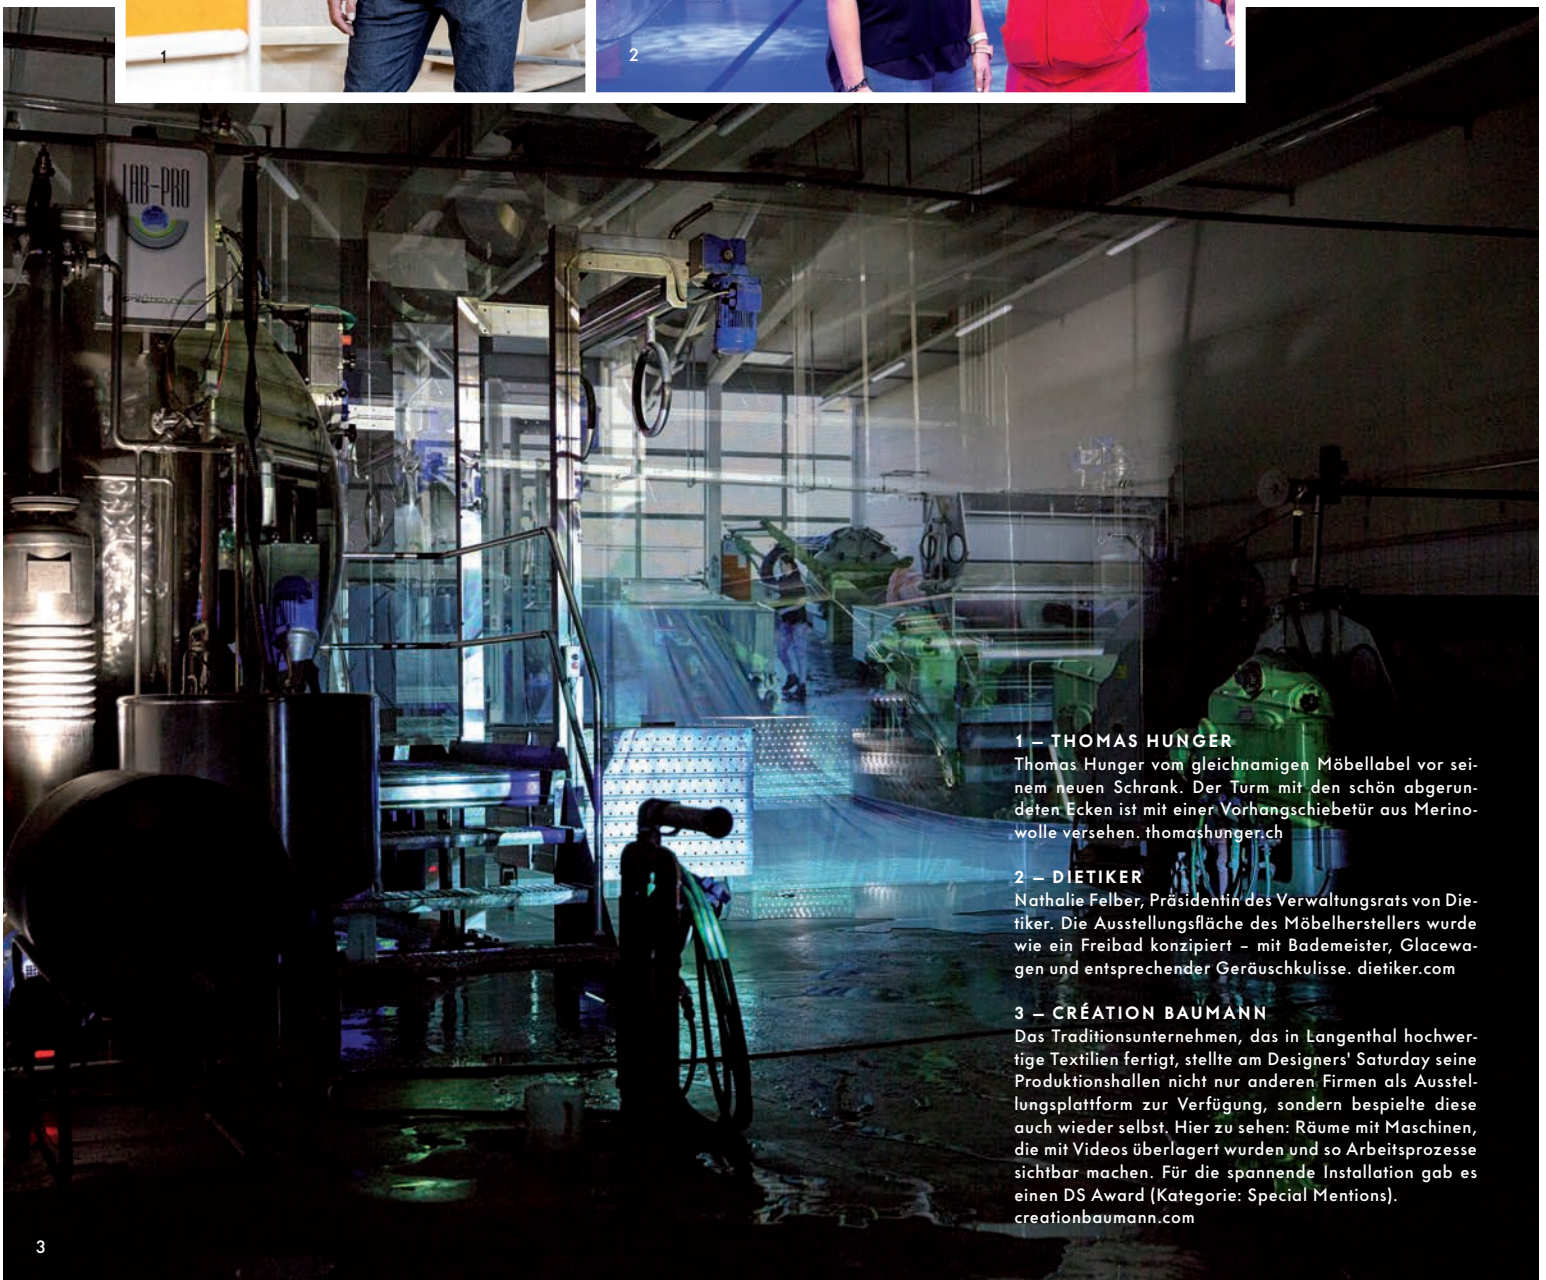 1
2
LAB-PRO
1 – THOMAS HUNGER
Thomas Hunger vom gleichnamigen Möbellabel vor sei-
nem neuen Schrank. Der Turm mit den schön abgerun-
deten Ecken ist mit einer Vorhangschiebetür aus Merino-
wolle versehen. thomashunger.ch
2 – DIETIKER
Nathalie Felber, Präsidentin des Verwaltungsrats von Die-
tiker. Die Ausstellungsfläche des Möbelherstellers wurde
wie ein Freibad konzipiert – mit Bademeister, Glacewa-
gen und entsprechender Geräuschkulisse. dietiker.com
3 – CRÉATION BAUMANN
Das Traditionsunternehmen, das in Langenthal hochwer-
tige Textilien fertigt, stellte am Designers' Saturday seine
Produktionshallen nicht nur anderen Firmen als Ausstel-
lungsplattform zur Verfügung, sondern bespielte diese
auch wieder selbst. Hier zu sehen: Räume mit Maschinen,
die mit Videos überlagert wurden und so Arbeitsprozesse
sichtbar machen. Für die spannende Installation gab es
einen DS Award (Kategorie: Special Mentions).
creationbaumann.com
3